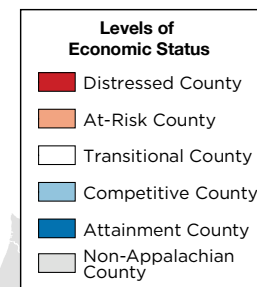 Levels of
Economic Status
Distressed County
At-Risk County
Transitional County
Competitive County
Attainment County
Non-Appalachian
County